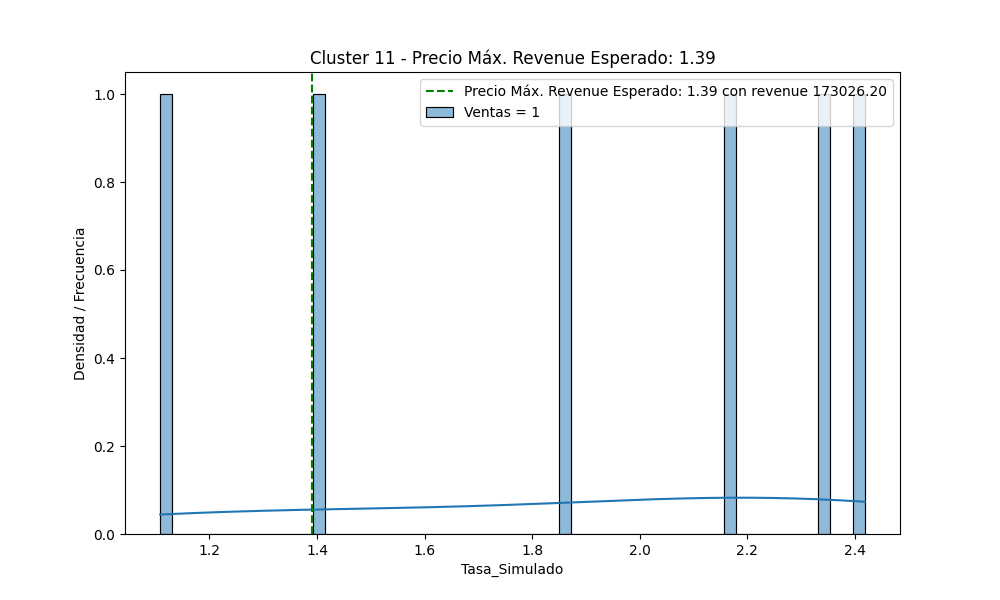 Cluster 11 - Precio Máx. Revenue Esperado: 1.39
Precio Máx. Revenue Esperado: 1.39 con revenue 173026.20
Ventas = 1
Densidad / Frecuencia
1.0
0.8
0.6
0.4
0.2
0.0
1.2 1.4 1.6 1.8 2.0 2.2 2.4
Tasa_Simulado